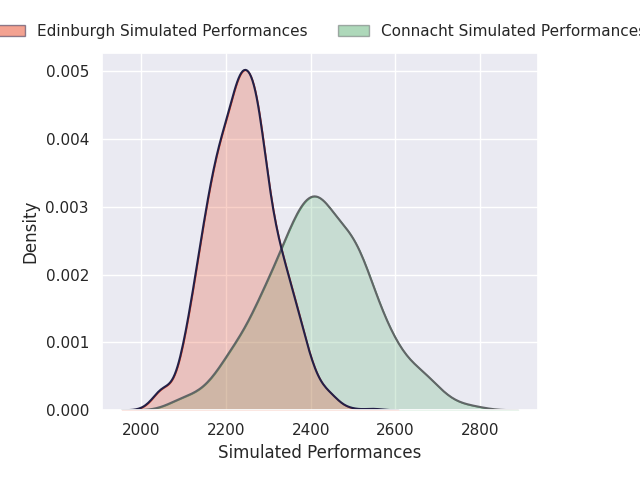 Edinburgh Simulated Performances Connacht Simulated Performances
0.005
0.004
0.003
0.002
0.001
0.000
Density
2000 2200 2400 2600 2800
Simulated Performances